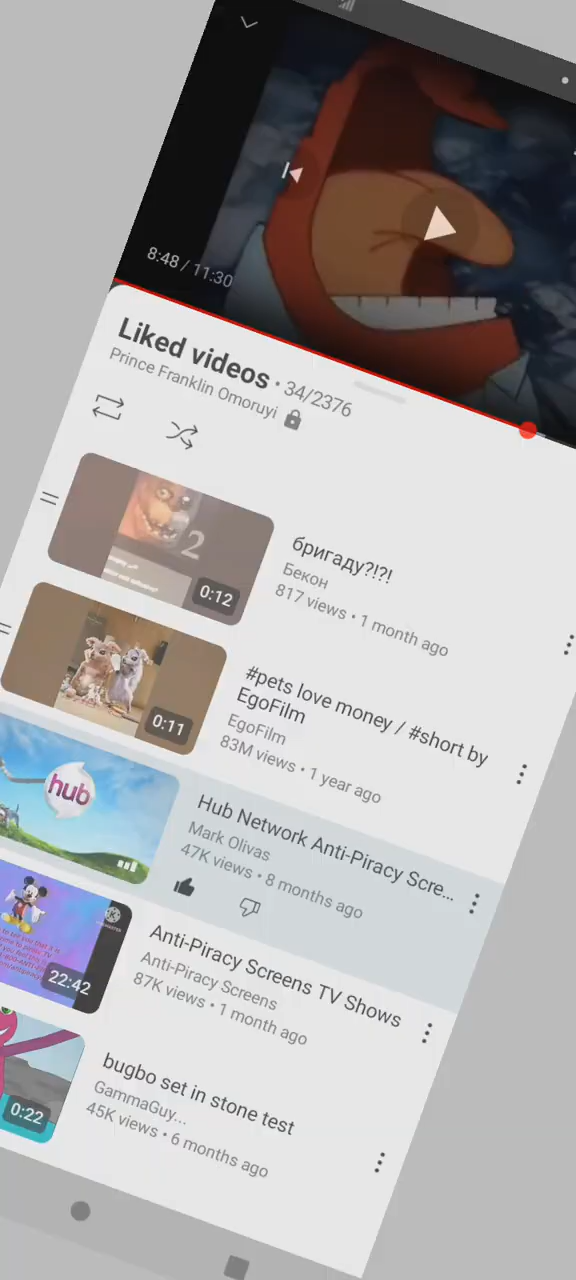 8:48 / 11:30
Liked videos · 34/2376
Prince Franklin Omoruyi
2
0:12
бригаду?!?!
Бекон
817 views · 1 month ago
0:11
#pets love money / #short by
EgoFilm
EgoFilm
83M views · 1 year ago
hub
Hub Network Anti-Piracy Scre...
Mark Olivas
47K views · 8 months ago
22:42
Anti-Piracy Screens TV Shows
Anti-Piracy Screens
87K views · 1 month ago
0:22
bugbo set in stone test
GammaGuy...
45K views · 6 months ago